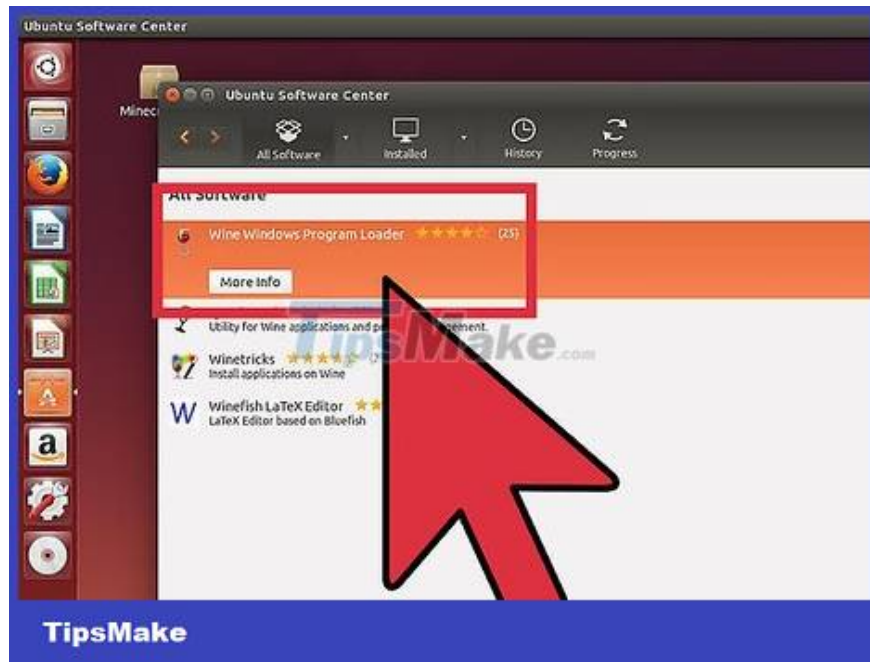 Ubuntu Software Center
Minec
Ubuntu Software Center
All Software
Installed
History
Progress
All Software
Wine Windows Program Loader (25)
More Info
Utility for Wine applications and p gement.
TipsMake.com
Winetricks
Install applications on Wine
W Winefish LaTeX Editor
LaTeX Editor based on Bluefish
a
TipsMake